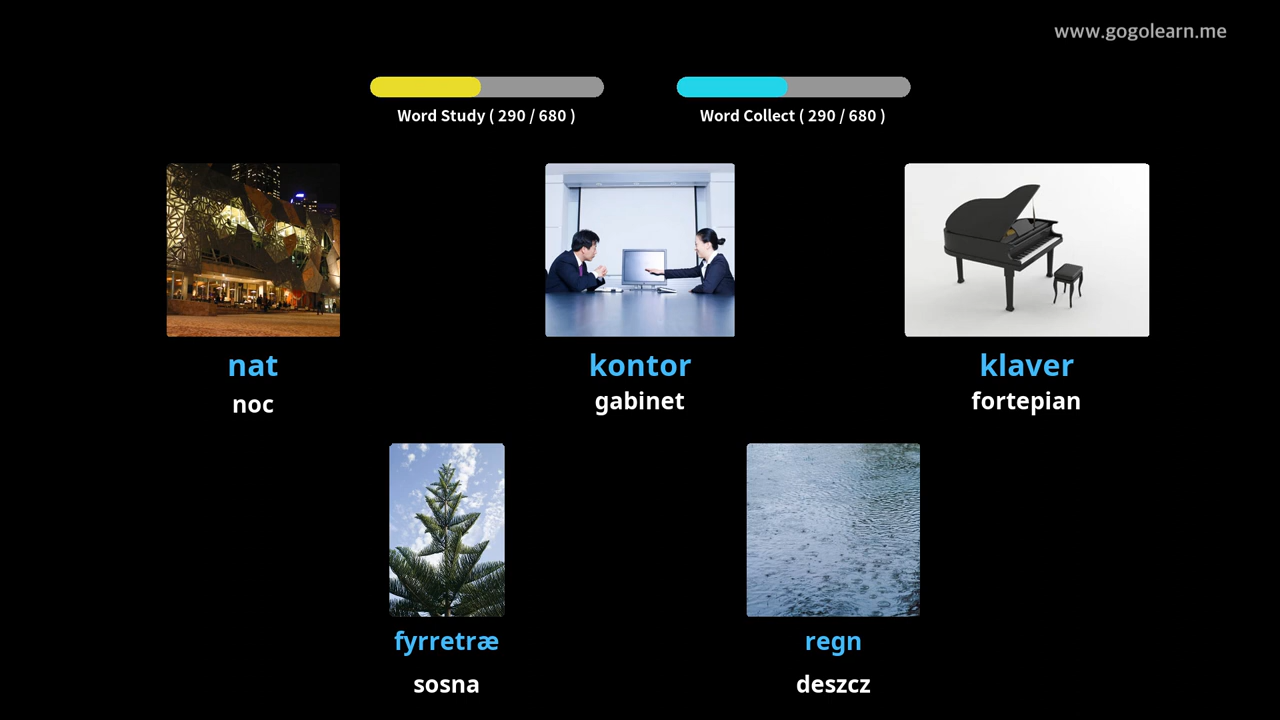 www.gogolearn.me
Word Study ( 290 / 680 )
Word Collect ( 290 / 680 )
nat
kontor
klaver
noc
gabinet
fortepian
fyrretræ
regn
sosna
deszcz